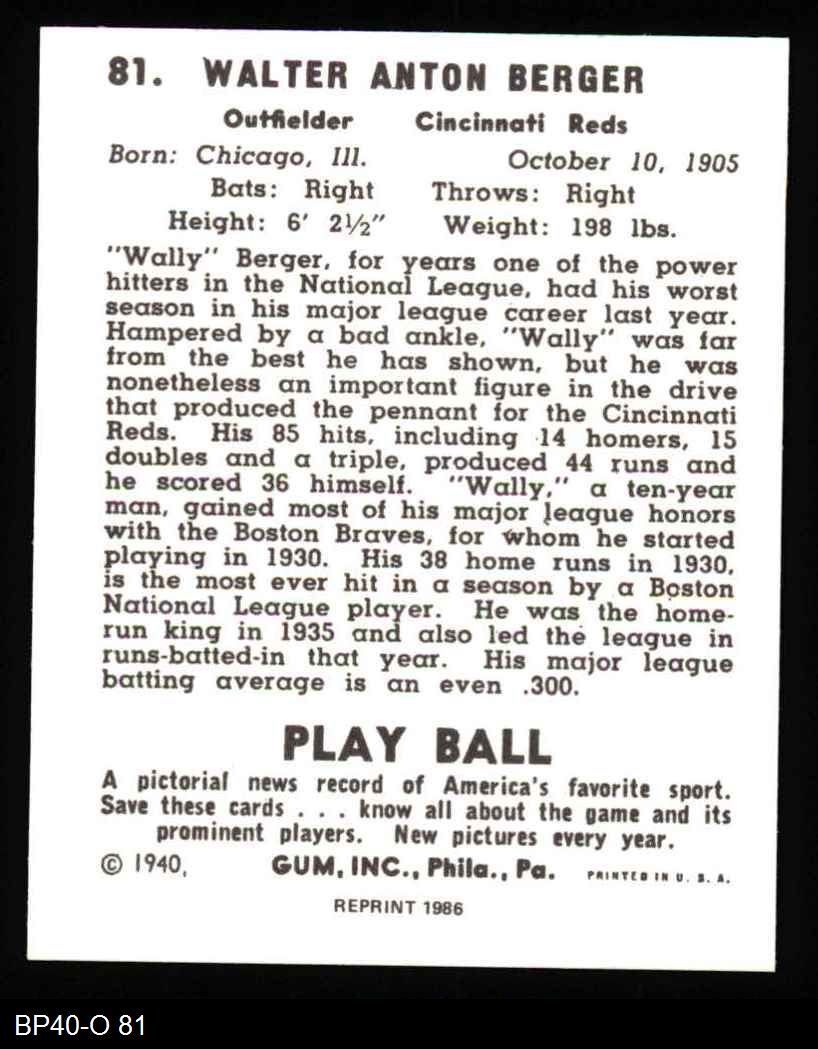 81. WALTER ANTON BERGER
Outfielder Cincinnati Reds
Born: Chicago, Ill. October 10, 1905
Bats: Right Throws: Right
Height: 6' 2½" Weight: 198 lbs.
"Wally" Berger, for years one of the power
hitters in the National League, had his worst
season in his major league career last year.
Hampered by a bad ankle, "Wally" was far
from the best he has shown, but he was
nonetheless an important figure in the drive
that produced the pennant for the Cincinnati
Reds. His 85 hits, including 14 homers, 15
doubles and a triple, produced 44 runs and
he scored 36 himself. "Wally," a ten-year
man, gained most of his major league honors
with the Boston Braves, for whom he started
playing in 1930. His 38 home runs in 1930,
is the most ever hit in a season by a Boston
National League player. He was the home-
run king in 1935 and also led the league in
runs-batted-in that year. His major league
batting average is an even .300.
PLAY BALL
A pictorial news record of America's favorite sport.
Save these cards . . . know all about the game and its
prominent players. New pictures every year.
© 1940, GUM, INC., Phila., Pa. PRINTED IN U. S. A.
REPRINT 1986
BP40-O 81